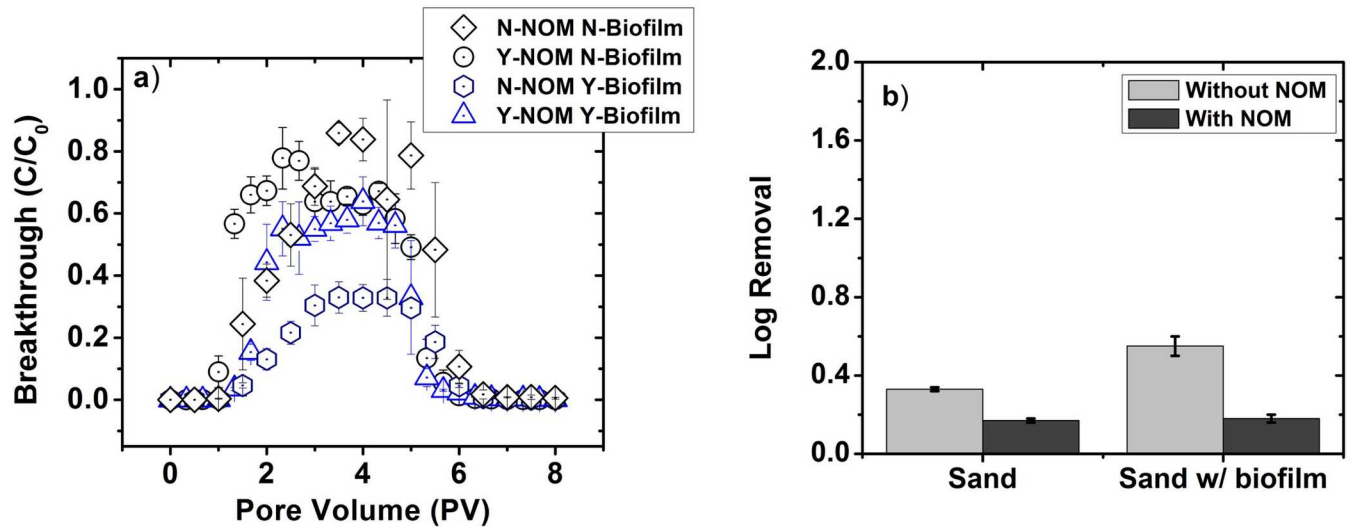 a)
N-NOM N-Biofilm
Y-NOM N-Biofilm
N-NOM Y-Biofilm
Y-NOM Y-Biofilm
Breakthrough (C/C₀)
1.0
0.8
0.6
0.4
0.2
0.0
0 2 4 6 8
Pore Volume (PV)
b)
Without NOM
With NOM
Log Removal
2.0
1.6
1.2
0.8
0.4
0.0
Sand Sand w/ biofilm